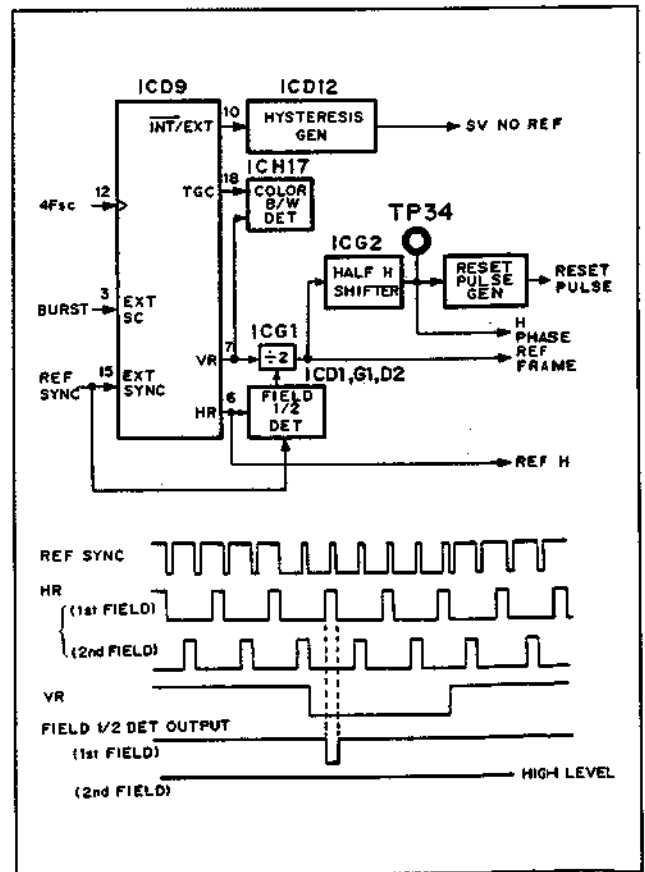 ICD9
ICD12
10
INT/EXT
HYSTERESIS
GEN
SV NO REF
ICH17
18
TGC
COLOR
B/W
DET
12
4Fsc
TP34
ICG2
HALF H
SHIFTER
RESET
PULSE
GEN
RESET
PULSE
3
BURST
EXT
SC
ICG1
7
VR
÷2
H
PHASE
REF
FRAME
ICD1,G1,D2
REF
SYNC
15
EXT
SYNC
6
HR
FIELD
1/2
DET
REF H
REF SYNC
HR
(1st FIELD)
(2nd FIELD)
VR
FIELD 1/2 DET OUTPUT
(1st FIELD)
HIGH LEVEL
(2nd FIELD)